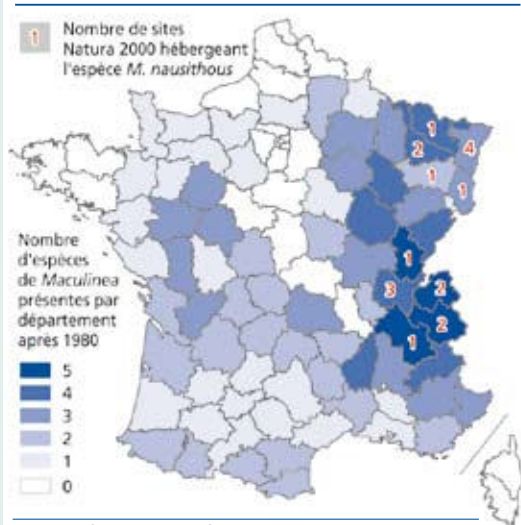 1
Nombre de sites
Natura 2000 hébergeant
l'espèce M. nausithous
1
2
4
1
1
1
3
2
2
1
Nombre
d'espèces
de Maculinea
présentes par
département
après 1980
5
4
3
2
1
0